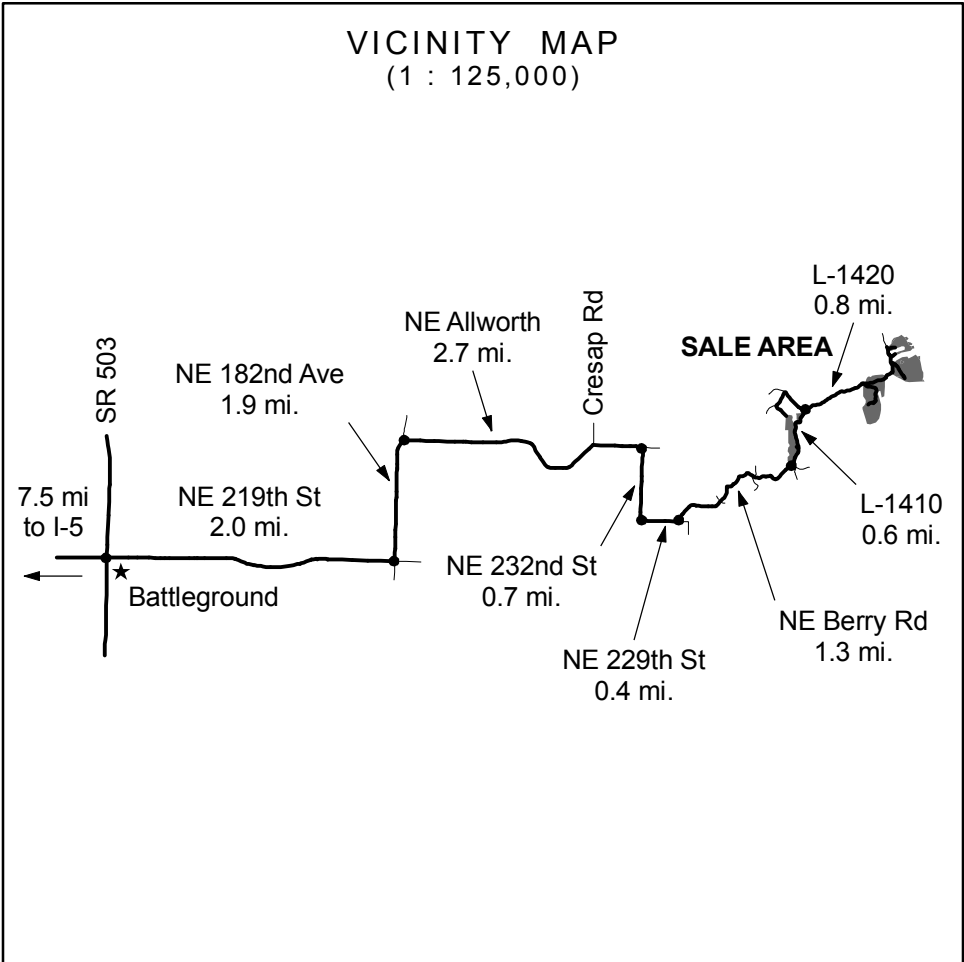 VICINITY MAP
(1 : 125,000)
L-1420
0.8 mi.
Cresap Rd
NE Allworth
2.7 mi.
SALE AREA
SR 503
NE 182nd Ave
1.9 mi.
7.5 mi
to I-5
NE 219th St
2.0 mi.
L-1410
0.6 mi.
NE 232nd St
0.7 mi.
Battleground
NE Berry Rd
1.3 mi.
NE 229th St
0.4 mi.